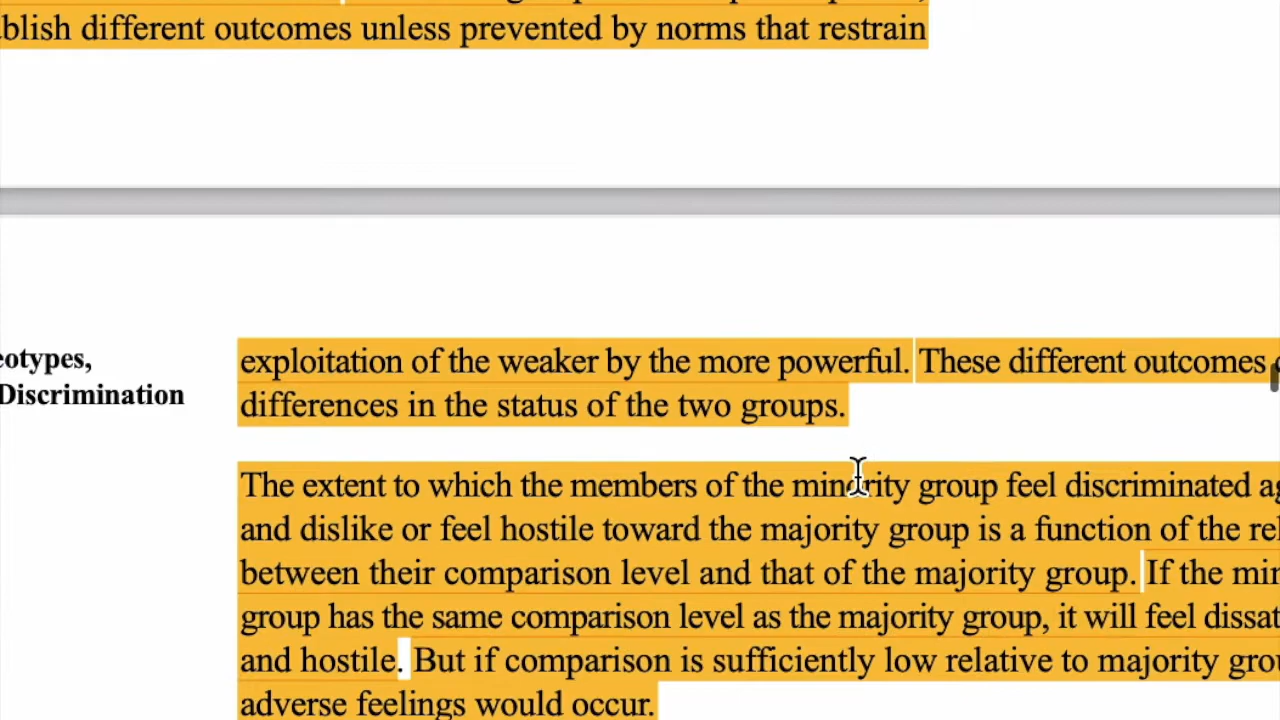 blish different outcomes unless prevented by norms that restrain
eotypes,
Discrimination
exploitation of the weaker by the more powerful. These different outcomes
differences in the status of the two groups.
The extent to which the members of the minority group feel discriminated
and dislike or feel hostile toward the majority group is a function of the
between their comparison level and that of the majority group. If the
group has the same comparison level as the majority group, it will feel
and hostile. But if comparison is sufficiently low relative to majority
adverse feelings would occur.